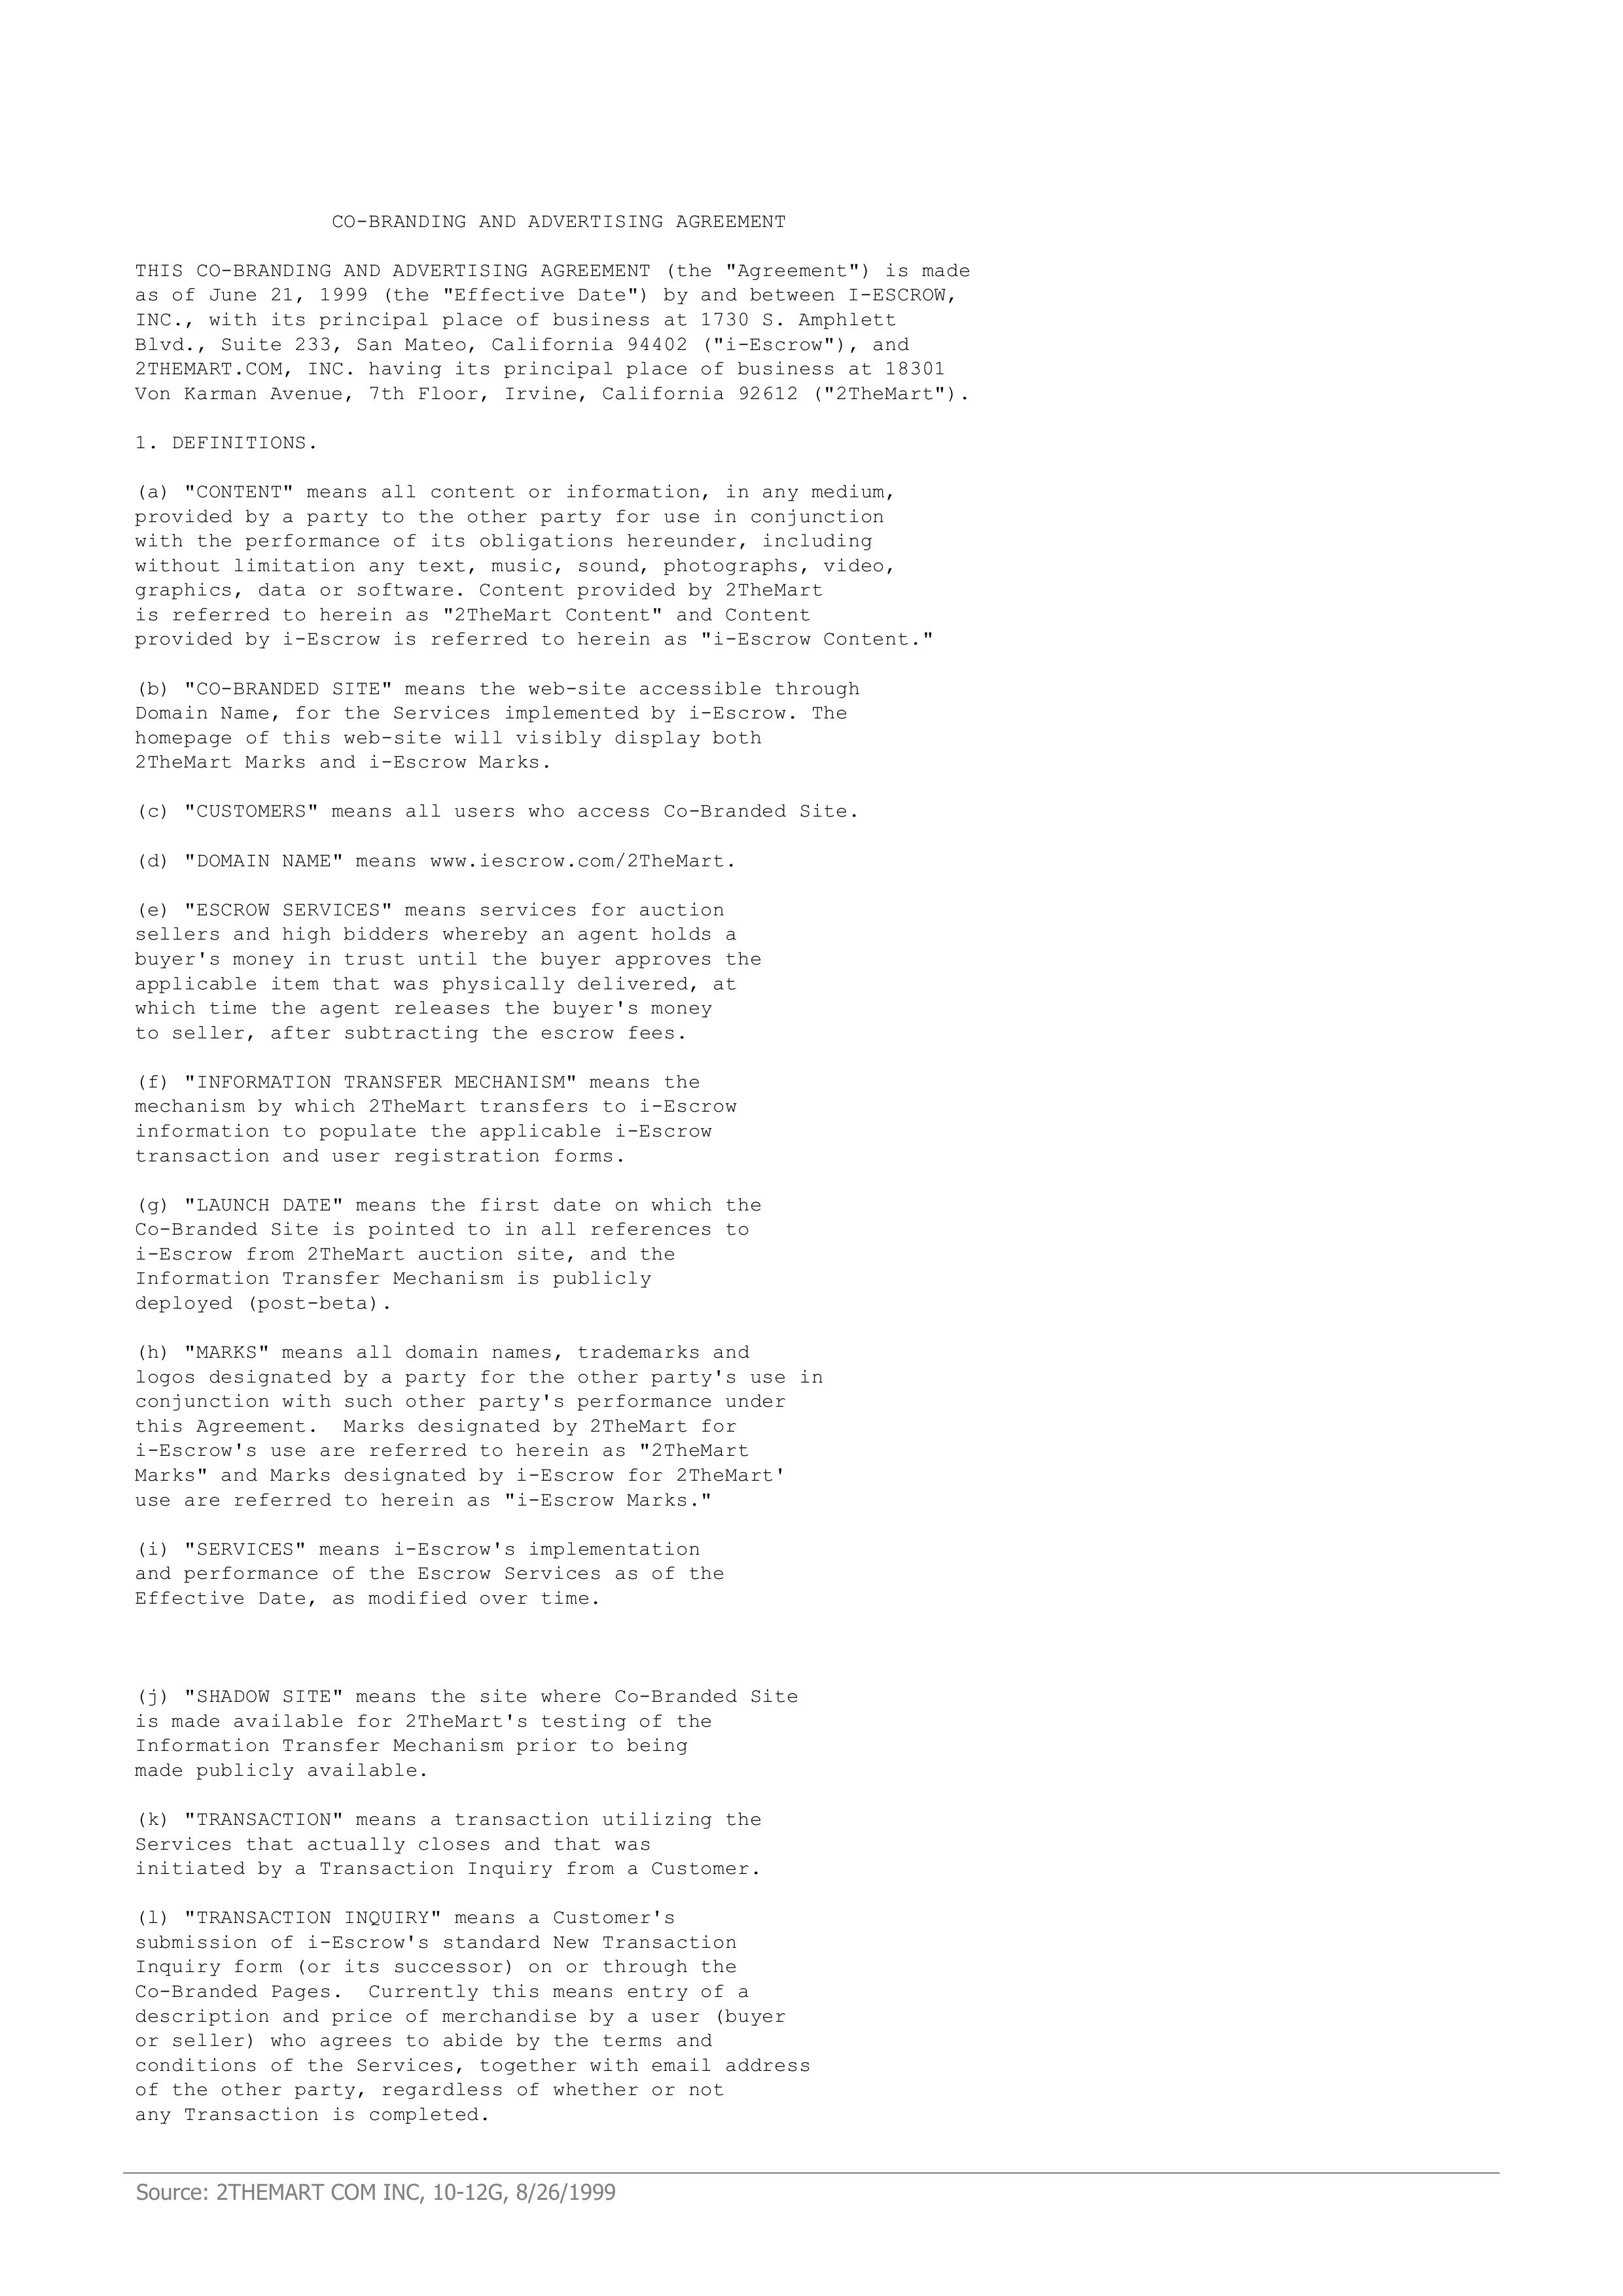 CO-BRANDING AND ADVERTISING AGREEMENT
THIS CO-BRANDING AND ADVERTISING AGREEMENT (the "Agreement") is made
as of June 21, 1999 (the "Effective Date") by and between I-ESCROW,
INC., with its principal place of business at 1730 S. Amphlett
Blvd., Suite 233, San Mateo, California 94402 ("i-Escrow"), and
2THEMART.COM, INC. having its principal place of business at 18301
Von Karman Avenue, 7th Floor, Irvine, California 92612 ("2TheMart").
1. DEFINITIONS.
(a) "CONTENT" means all content or information, in any medium,
provided by a party to the other party for use in conjunction
with the performance of its obligations hereunder, including
without limitation any text, music, sound, photographs, video,
graphics, data or software. Content provided by 2TheMart
is referred to herein as "2TheMart Content" and Content
provided by i-Escrow is referred to herein as "i-Escrow Content."
(b) "CO-BRANDED SITE" means the web-site accessible through
Domain Name, for the Services implemented by i-Escrow. The
homepage of this web-site will visibly display both
2TheMart Marks and i-Escrow Marks.
(c) "CUSTOMERS" means all users who access Co-Branded Site.
(d) "DOMAIN NAME" means www.iescrow.com/2TheMart.
(e) "ESCROW SERVICES" means services for auction
sellers and high bidders whereby an agent holds a
buyer's money in trust until the buyer approves the
applicable item that was physically delivered, at
which time the agent releases the buyer's money
to seller, after subtracting the escrow fees.
(f) "INFORMATION TRANSFER MECHANISM" means the
mechanism by which 2TheMart transfers to i-Escrow
information to populate the applicable i-Escrow
transaction and user registration forms.
(g) "LAUNCH DATE" means the first date on which the
Co-Branded Site is pointed to in all references to
i-Escrow from 2TheMart auction site, and the
Information Transfer Mechanism is publicly
deployed (post-beta).
(h) "MARKS" means all domain names, trademarks and
logos designated by a party for the other party's use in
conjunction with such other party's performance under
this Agreement.  Marks designated by 2TheMart for
i-Escrow's use are referred to herein as "2TheMart
Marks" and Marks designated by i-Escrow for 2TheMart'
use are referred to herein as "i-Escrow Marks."
(i) "SERVICES" means i-Escrow's implementation
and performance of the Escrow Services as of the
Effective Date, as modified over time.
(j) "SHADOW SITE" means the site where Co-Branded Site
is made available for 2TheMart's testing of the
Information Transfer Mechanism prior to being
made publicly available.
(k) "TRANSACTION" means a transaction utilizing the
Services that actually closes and that was
initiated by a Transaction Inquiry from a Customer.
(l) "TRANSACTION INQUIRY" means a Customer's
submission of i-Escrow's standard New Transaction
Inquiry form (or its successor) on or through the
Co-Branded Pages.  Currently this means entry of a
description and price of merchandise by a user (buyer
or seller) who agrees to abide by the terms and
conditions of the Services, together with email address
of the other party, regardless of whether or not
any Transaction is completed.
Source: 2THEMART COM INC, 10-12G, 8/26/1999